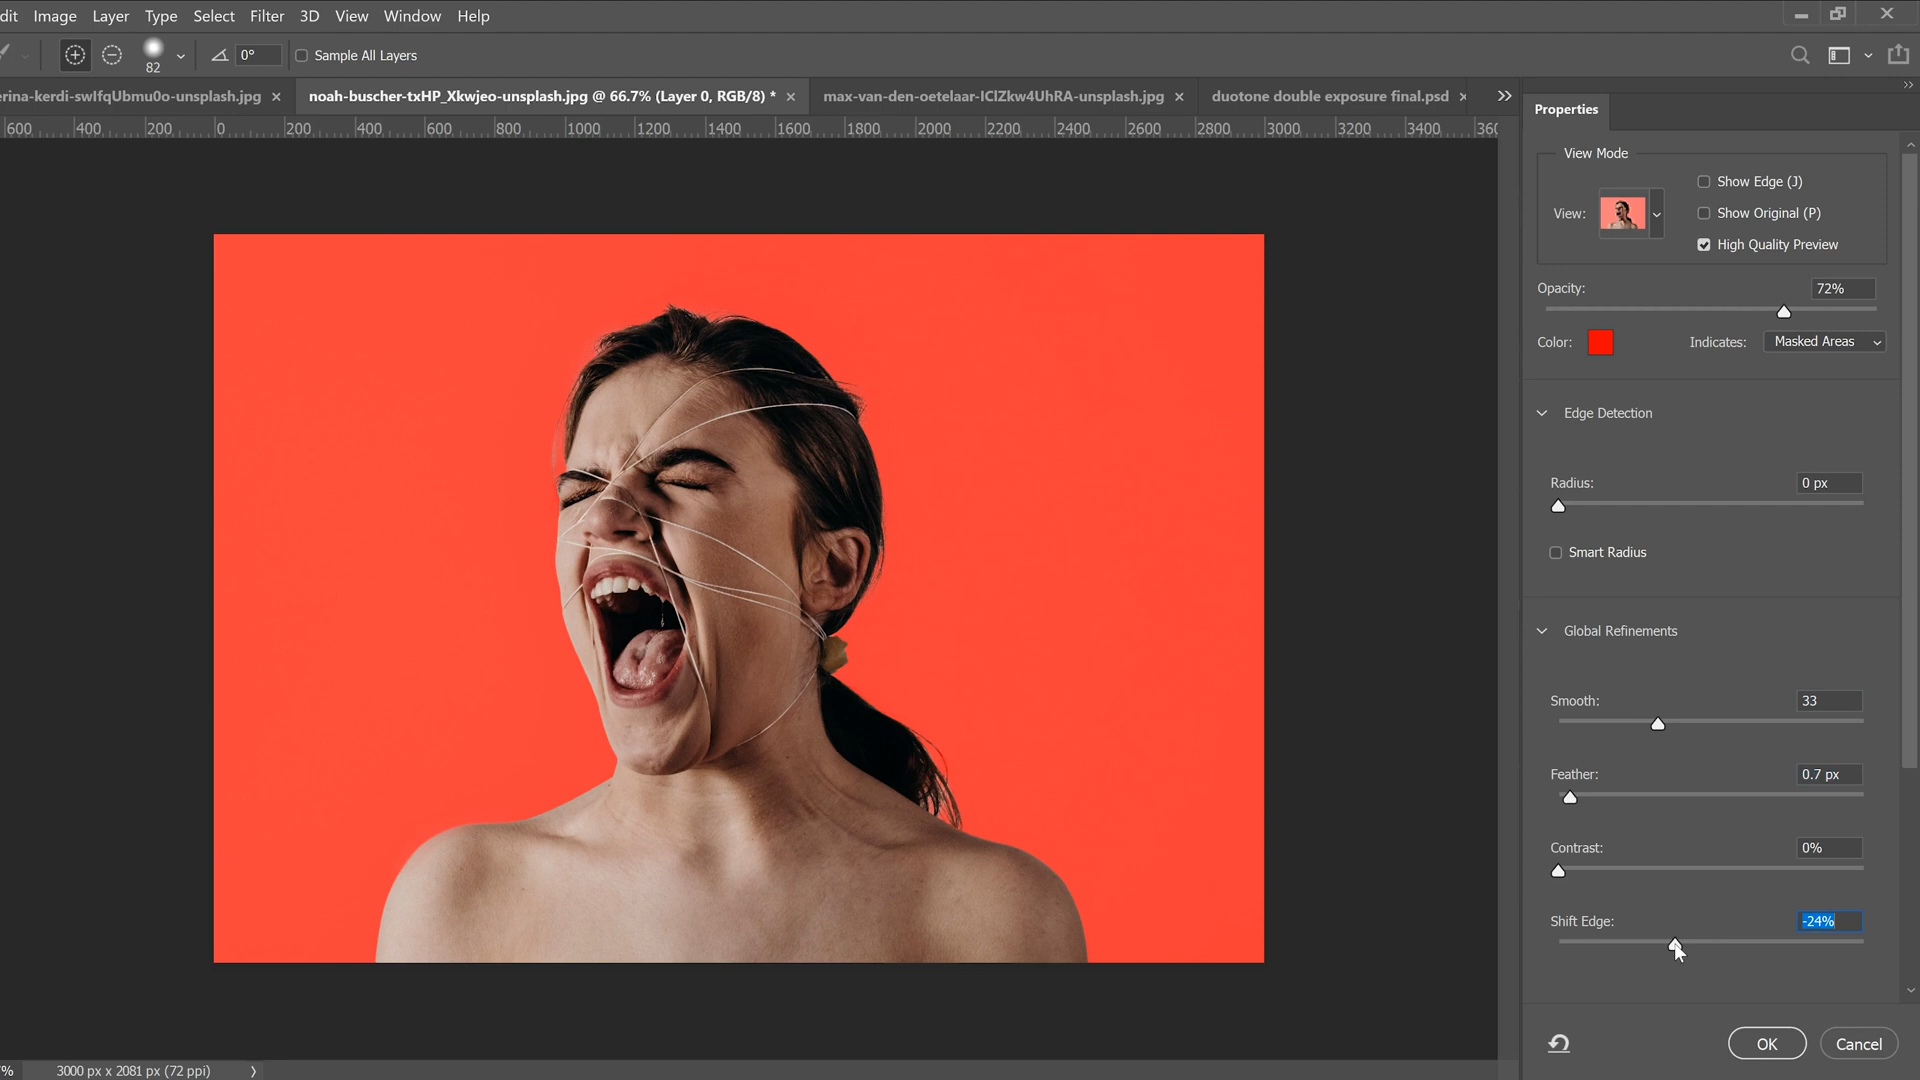 dit Image Layer Type Select Filter 3D View Window Help
82 0° Sample All Layers
erina-kerdi-swIfqUbmu0o-unsplash.jpg × noah-buscher-txHP_Xkwjeo-unsplash.jpg @ 66.7% (Layer 0, RGB/8) * × max-van-den-oetelaar-IClZkw4UhRA-unsplash.jpg × duotone double exposure final.psd ×
600 400 200 0 200 400 600 800 1000 1200 1400 1600 1800 2000 2200 2400 2600 2800 3000 3200 3400 360
Properties
View Mode
View:
Show Edge (J)
Show Original (P)
High Quality Preview
Opacity: 72%
Color: Indicates: Masked Areas
Edge Detection
Radius: 0 px
Smart Radius
Global Refinements
Smooth: 33
Feather: 0.7 px
Contrast: 0%
Shift Edge: -24%
OK Cancel
% 3000 px x 2081 px (72 ppi)